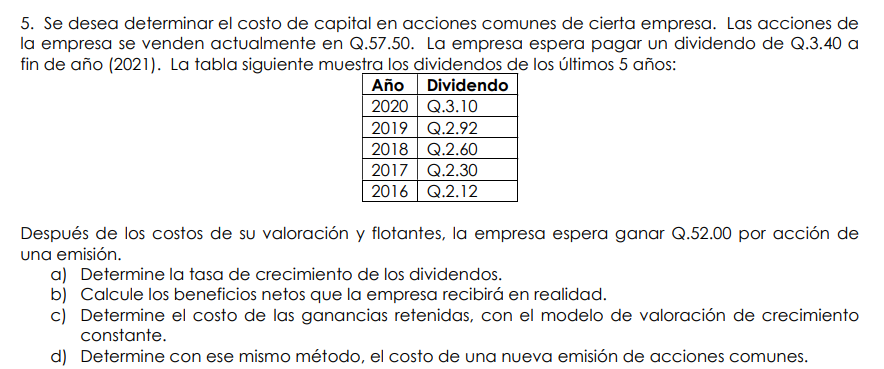 5. Se desea determinar el costo de capital en acciones comunes de cierta empresa. Las acciones de
la empresa se venden actualmente en Q.57.50. La empresa espera pagar un dividendo de Q.3.40 a
fin de año (2021). La tabla siguiente muestra los dividendos de los últimos 5 años:
Año Dividendo
2020 Q.3.10
2019 Q.2.92
2018 Q.2.60
2017 Q.2.30
2016 Q.2.12
Después de los costos de su valoración y flotantes, la empresa espera ganar Q.52.00 por acción de
una emisión.
a) Determine la tasa de crecimiento de los dividendos.
b) Calcule los beneficios netos que la empresa recibirá en realidad.
c) Determine el costo de las ganancias retenidas, con el modelo de valoración de crecimiento
constante.
d) Determine con ese mismo método, el costo de una nueva emisión de acciones comunes.